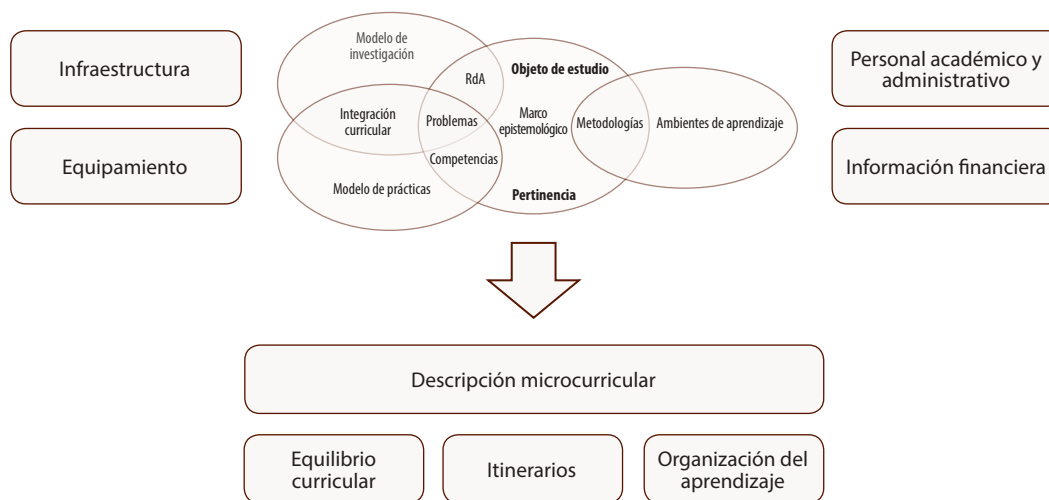 Infraestructura
Equipamiento
Modelo de
investigación
RdA
Objeto de estudio
Integración
curricular
Problemas
Marco
epistemológico
Metodologías
Ambientes de aprendizaje
Competencias
Modelo de prácticas
Pertinencia
Personal académico y
administrativo
Información financiera
Descripción microcurricular
Equilibrio
curricular
Itinerarios
Organización del
aprendizaje